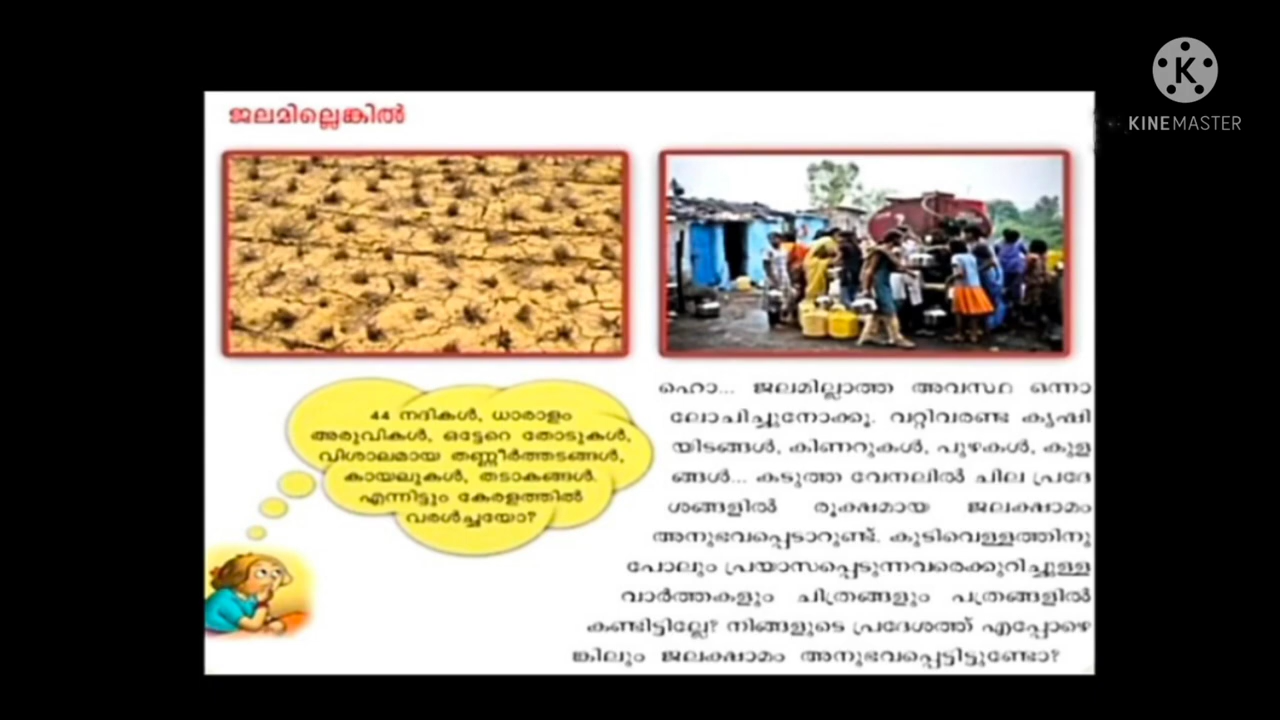 ജലമില്ലെങ്കിൽ
KINEMASTER
44 നദികൾ, ധാരാളം
അരുവികൾ, ഒട്ടേറെ തോടുകൾ,
വിശാലമായ തണ്ണീർത്തടങ്ങൾ,
കായലുകൾ, തടാകങ്ങൾ.
എന്നിട്ടും കേരളത്തിൽ
വരൾച്ചയോ?
ഹൊ... ജലമില്ലാത്ത അവസ്ഥ ഒന്നാ
ലോചിച്ചുനോക്കൂ. വറ്റിവരണ്ട കൃഷി
യിടങ്ങൾ, കിണറുകൾ, പുഴകൾ, കുള
ങ്ങൾ... കടുത്ത വേനലിൽ ചില പ്രദേ
ശങ്ങളിൽ രൂക്ഷമായ ജലക്ഷാമം
അനുഭവപ്പെടാറുണ്ട്. കുടിവെള്ളത്തിനു
പോലും പ്രയാസപ്പെടുന്നവരെക്കുറിച്ചുള്ള
വാർത്തകളും ചിത്രങ്ങളും പത്രങ്ങളിൽ
കണ്ടിട്ടില്ലേ? നിങ്ങളുടെ പ്രദേശത്ത് എപ്പോഴെ
ങ്കിലും ജലക്ഷാമം അനുഭവപ്പെട്ടിട്ടുണ്ടോ?